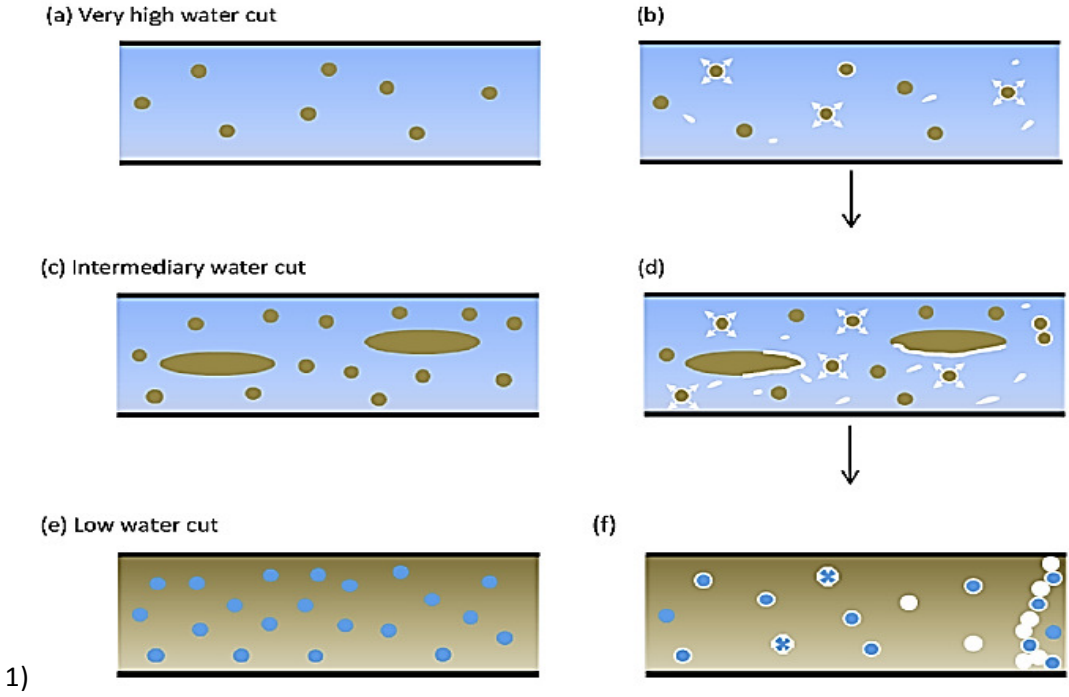 (a) Very high water cut
(b)
(c) Intermediary water cut
(d)
(e) Low water cut
(f)
1)